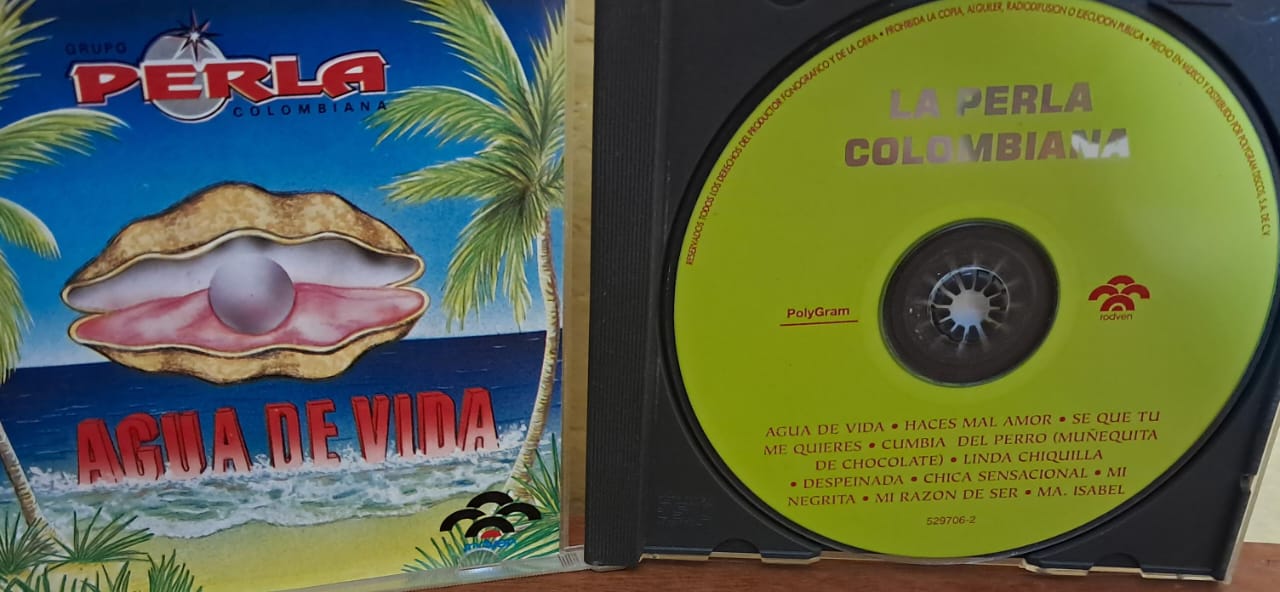 GRUPO
PERLA
COLOMBIANA
AGUA DE VIDA
rodven
RESERVADOS TODOS LOS DERECHOS DEL PRODUCTOR FONOGRAFICO Y DE LA OBRA • PROHIBIDA LA COPIA, ALQUILER, RADIODIFUSION O EJECUCION PUBLICA • HECHO EN MEXICO Y DISTRIBUIDO POR POLYGRAM DISCOS, S.A. DE C.V.
LA PERLA
COLOMBIANA
PolyGram
rodven
AGUA DE VIDA • HACES MAL AMOR • SE QUE TU
ME QUIERES • CUMBIA DEL PERRO (MUÑEQUITA
DE CHOCOLATE) • LINDA CHIQUILLA
• DESPEINADA • CHICA SENSACIONAL • MI
NEGRITA • MI RAZON DE SER • MA. ISABEL
529706-2